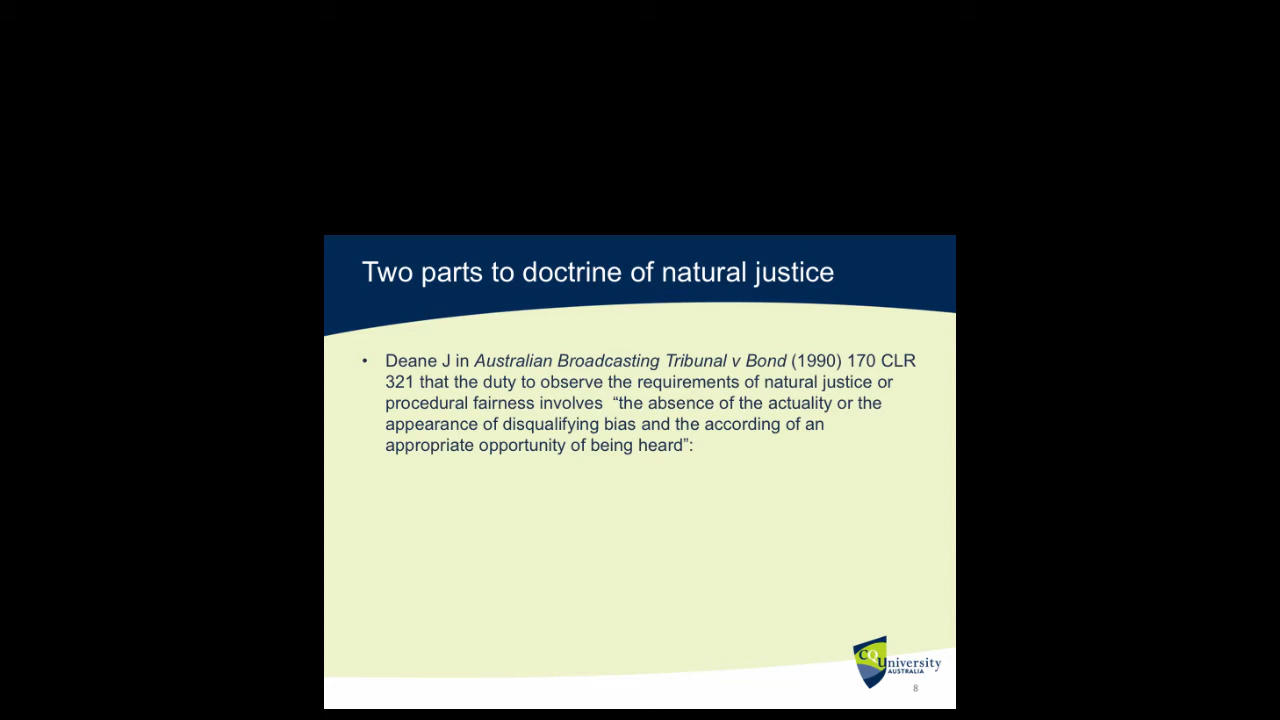 Two parts to doctrine of natural justice
• Deane J in Australian Broadcasting Tribunal v Bond (1990) 170 CLR
321 that the duty to observe the requirements of natural justice or
procedural fairness involves “the absence of the actuality or the
appearance of disqualifying bias and the according of an
appropriate opportunity of being heard”:
CQUniversity
AUSTRALIA
8